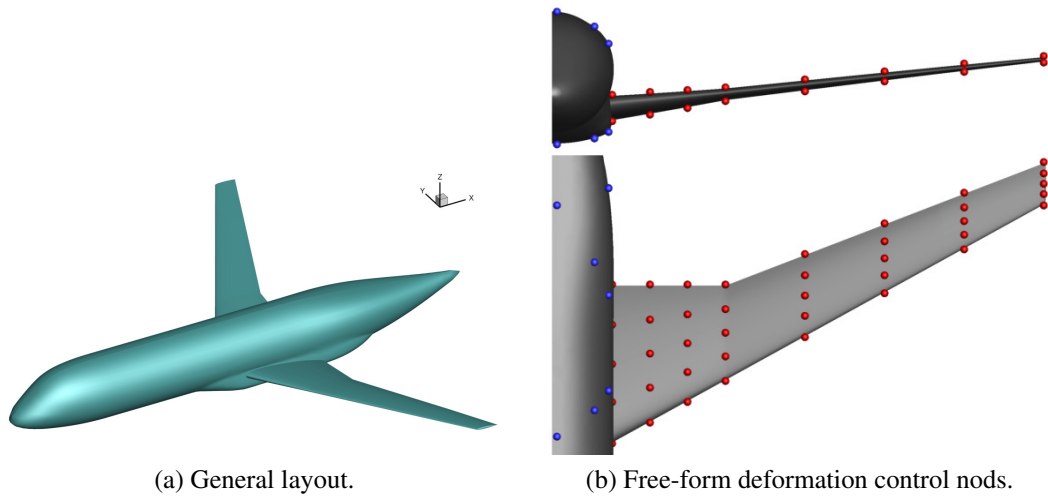 Z
Y
X
(a) General layout.
(b) Free-form deformation control nods.